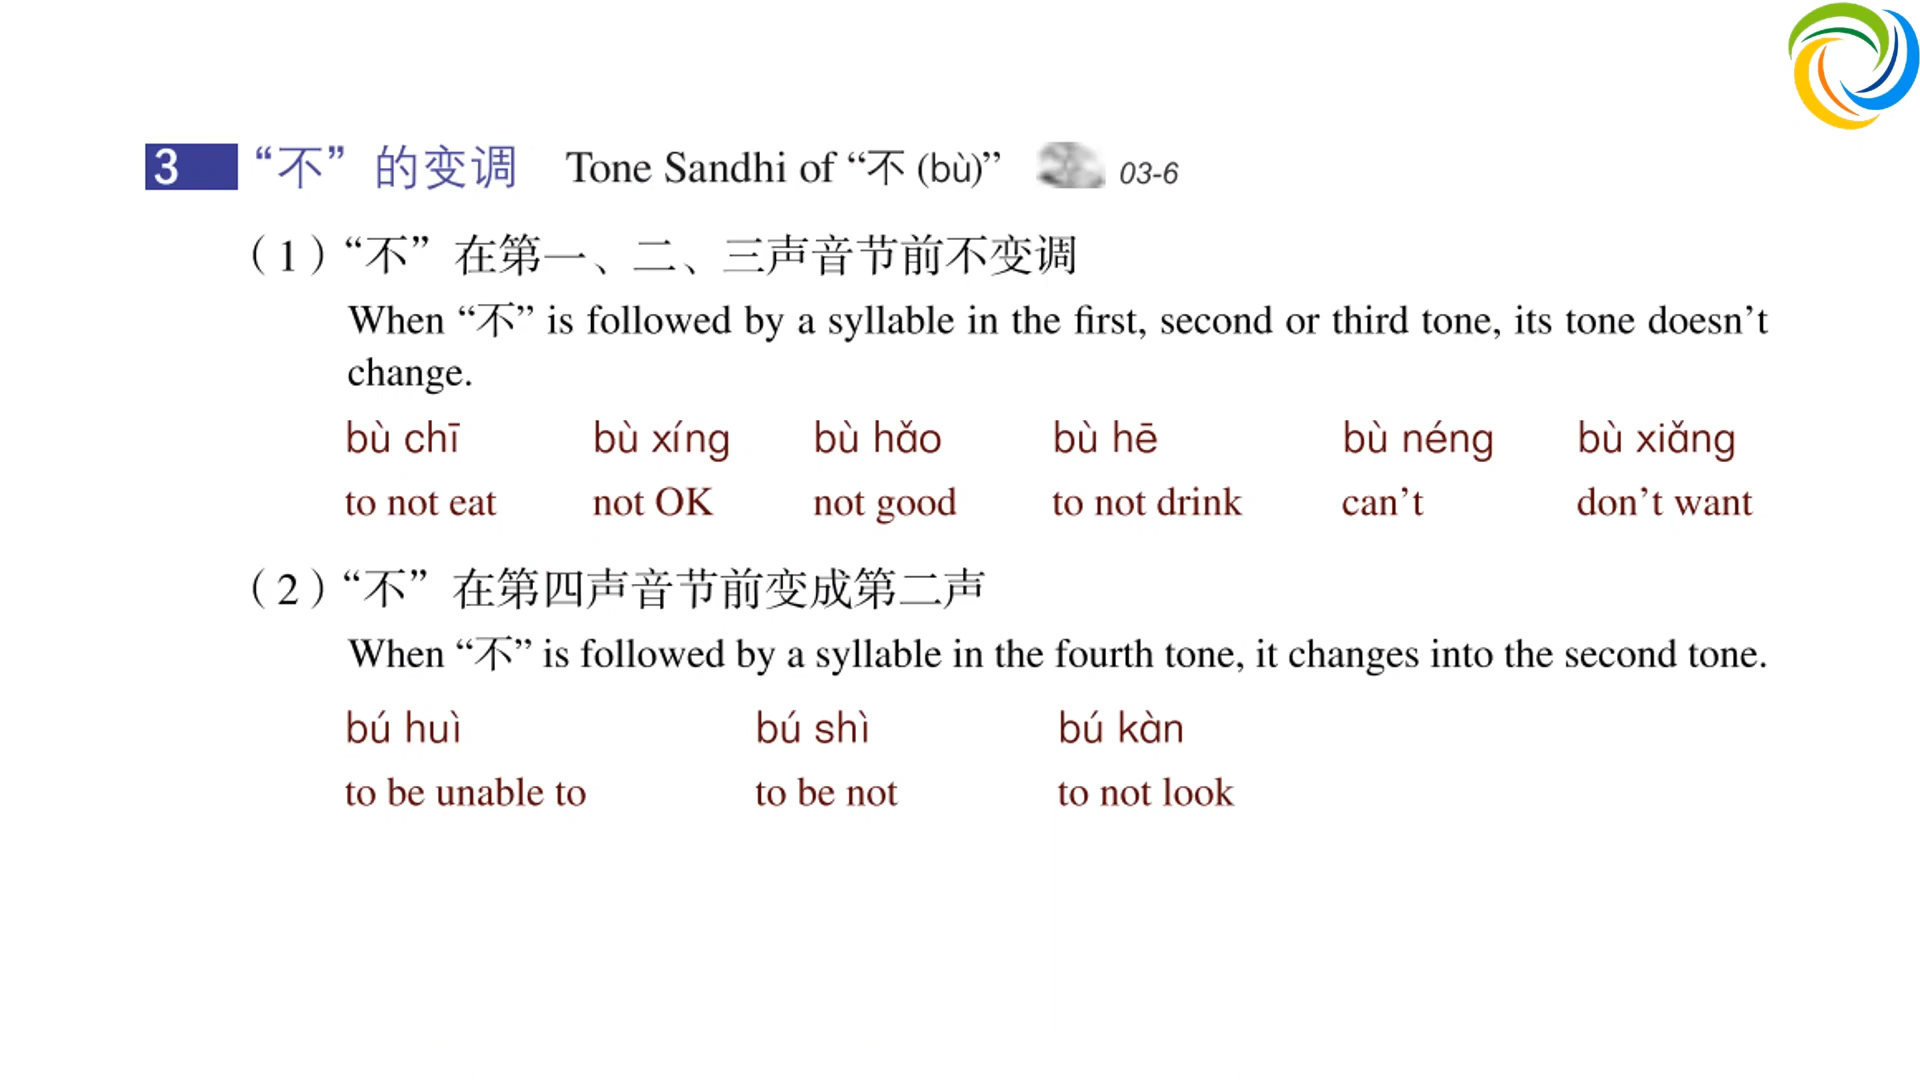 3 “不” 的变调 Tone Sandhi of “不 (bù)” 03-6
（1）“不” 在第一、二、三声音节前不变调
When “不” is followed by a syllable in the first, second or third tone, its tone doesn’t
change.
bù chī bù xíng bù hǎo bù hē bù néng bù xiǎng
to not eat not OK not good to not drink can’t don’t want
（2）“不” 在第四声音节前变成第二声
When “不” is followed by a syllable in the fourth tone, it changes into the second tone.
bú huì bú shì bú kàn
to be unable to to be not to not look